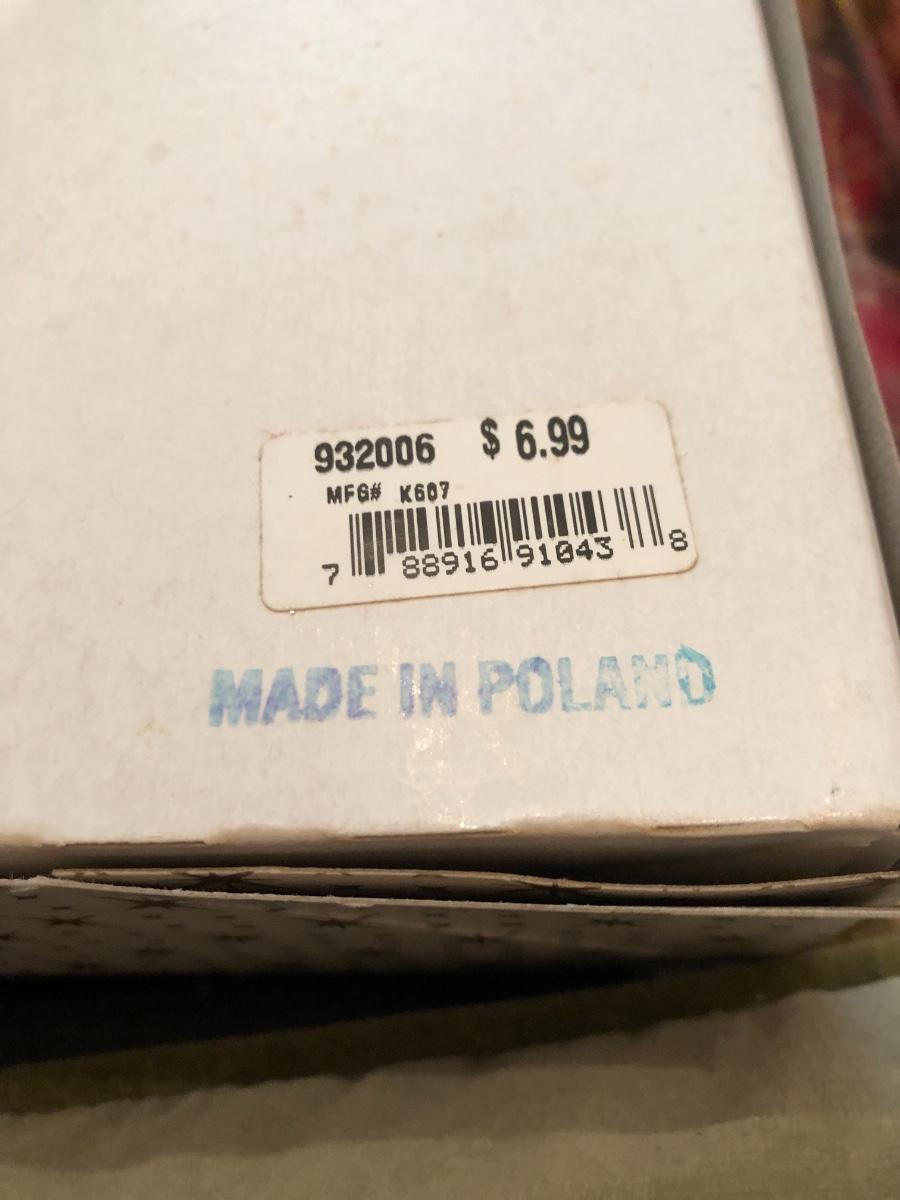 932006 $ 6.99
MFG# K607
7 88916 91043 8
MADE IN POLAND